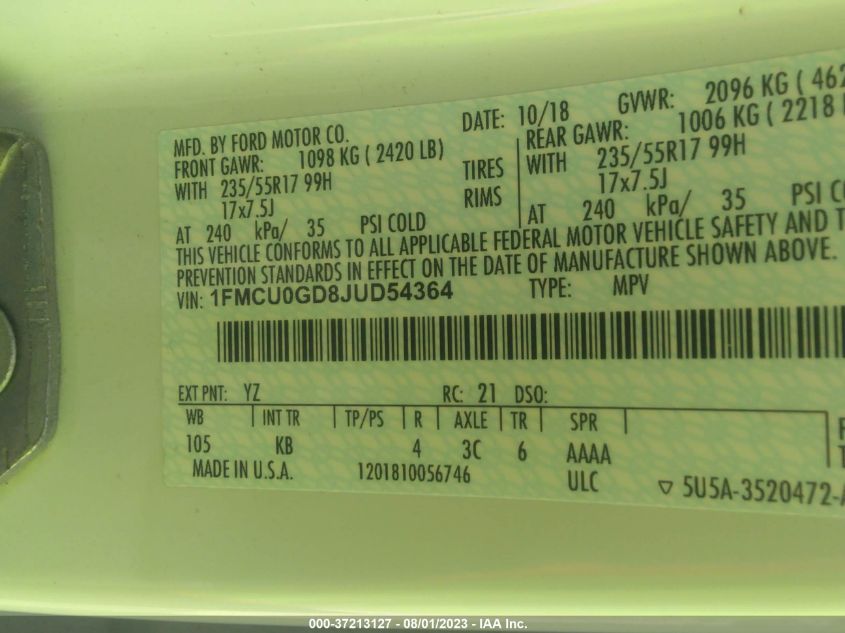 MFD. BY FORD MOTOR CO.
DATE: 10/18 GVWR: 2096 KG ( 462
FRONT GAWR: 1098 KG ( 2420 LB)
REAR GAWR: 1006 KG ( 2218 L
WITH 235/55R17 99H TIRES WITH 235/55R17 99H
17x7.5J RIMS 17x7.5J
AT 240 kPa/ 35 PSI COLD AT 240 kPa/ 35 PSI CO
THIS VEHICLE CONFORMS TO ALL APPLICABLE FEDERAL MOTOR VEHICLE SAFETY AND T
PREVENTION STANDARDS IN EFFECT ON THE DATE OF MANUFACTURE SHOWN ABOVE.
VIN: 1FMCU0GD8JUD54364 TYPE: MPV
EXT PNT: YZ RC: 21 DSO:
WB INT TR TP/PS R AXLE TR SPR
105 KB 4 3C 6 AAAA
MADE IN U.S.A. 1201810056746 ULC 5U5A-3520472-A
000-37213127 - 08/01/2023 - IAA Inc.